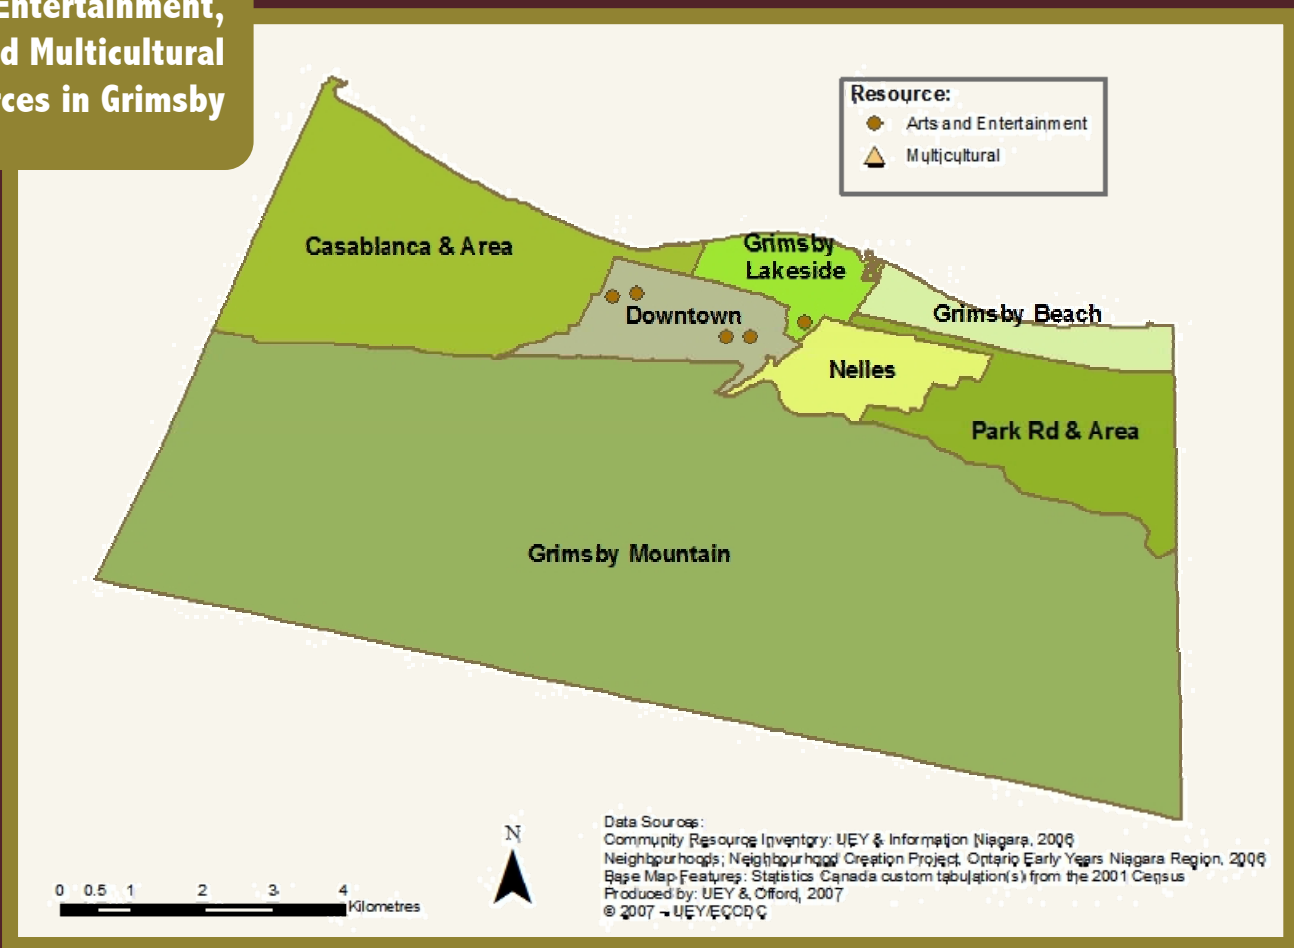 Entertainment,
d Multicultural
rces in Grimsby
Resource:
Arts and Entertainment
Multicultural
Casablanca & Area
Grimsby
Lakeside
Grimsby Beach
Downtown
Nelles
Park Rd & Area
Grimsby Mountain
N
0 0.5 1 2 3 4
Kilometres
Data Sources:
Community Resource Inventory: UEY & Information Niagara, 2006
Neighbourhoods; Neighbourhood Creation Project, Ontario Early Years Niagara Region, 2006
Base Map Features: Statistics Canada custom tabulation(s) from the 2001 Census
Produced by: UEY & Offord, 2007
© 2007 - UEY/ECCDC